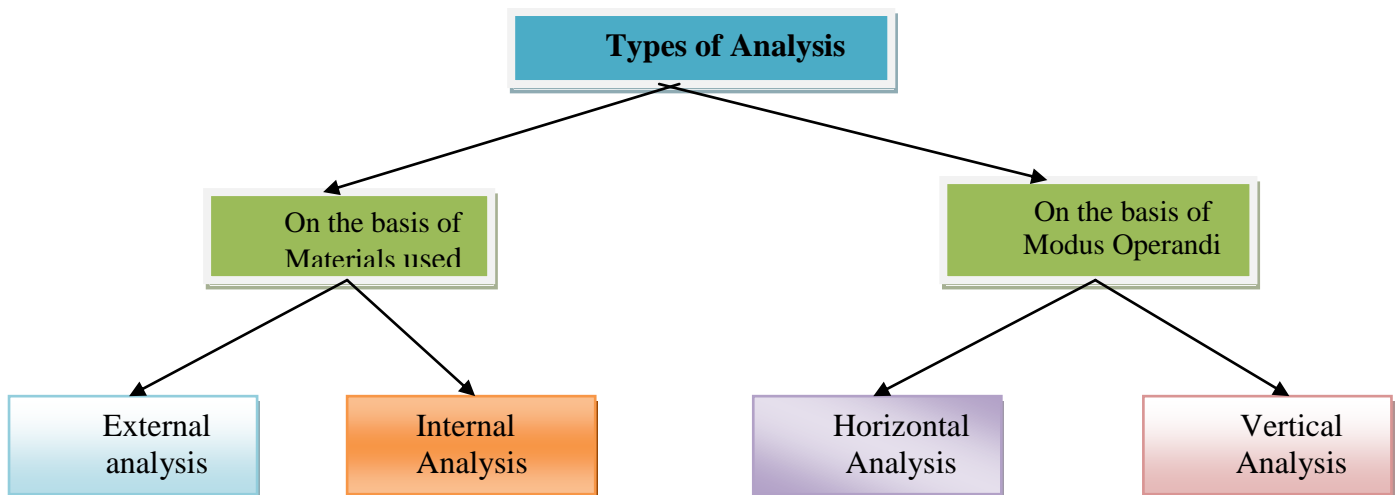 Types of Analysis
On the basis of
Materials used
On the basis of
Modus Operandi
External
analysis
Internal
Analysis
Horizontal
Analysis
Vertical
Analysis